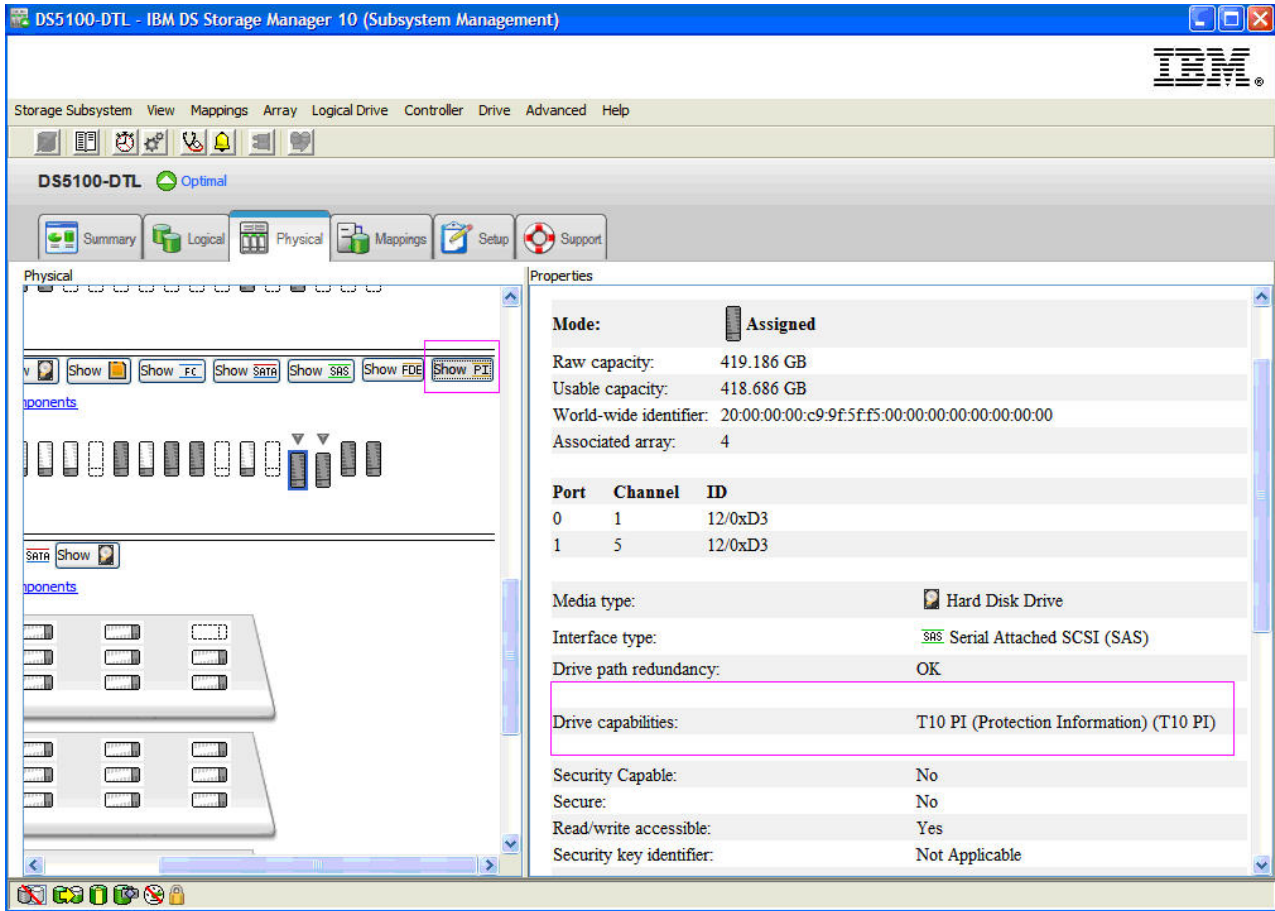 DS5100-DTL - IBM DS Storage Manager 10 (Subsystem Management)
IBM®
Storage Subsystem View Mappings Array Logical Drive Controller Drive Advanced Help
DS5100-DTL Optimal
Summary Logical Physical Mappings Setup Support
Physical
Show Show FC Show SATA Show SAS Show FDE Show PI
ponents
SATA Show
ponents
Properties
Mode: Assigned
Raw capacity: 419.186 GB
Usable capacity: 418.686 GB
World-wide identifier: 20:00:00:00:c9:9f:5f:f5:00:00:00:00:00:00:00:00
Associated array: 4
Port Channel ID
0 1 12/0xD3
1 5 12/0xD3
Media type: Hard Disk Drive
Interface type: SAS Serial Attached SCSI (SAS)
Drive path redundancy: OK
Drive capabilities: T10 PI (Protection Information) (T10 PI)
Security Capable: No
Secure: No
Read/write accessible: Yes
Security key identifier: Not Applicable